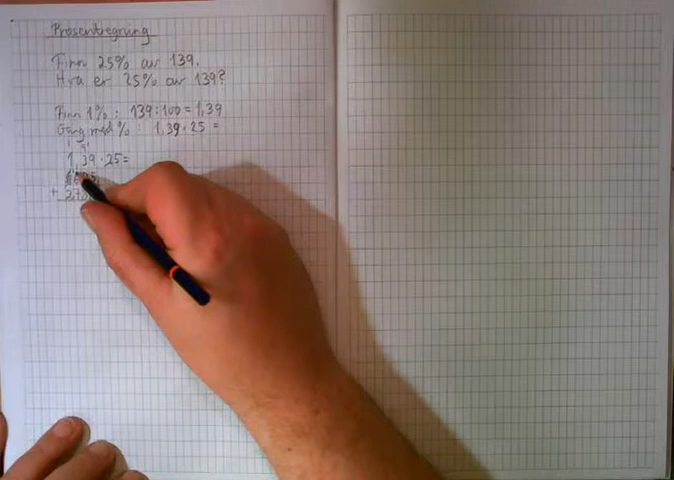 Prosentregning
Finn 25% av 139.
Hva er 25% av 139?
Finn 1% : 139:100 = 1,39
Gang med % : 1,39 · 25 =
1,39 · 25 =